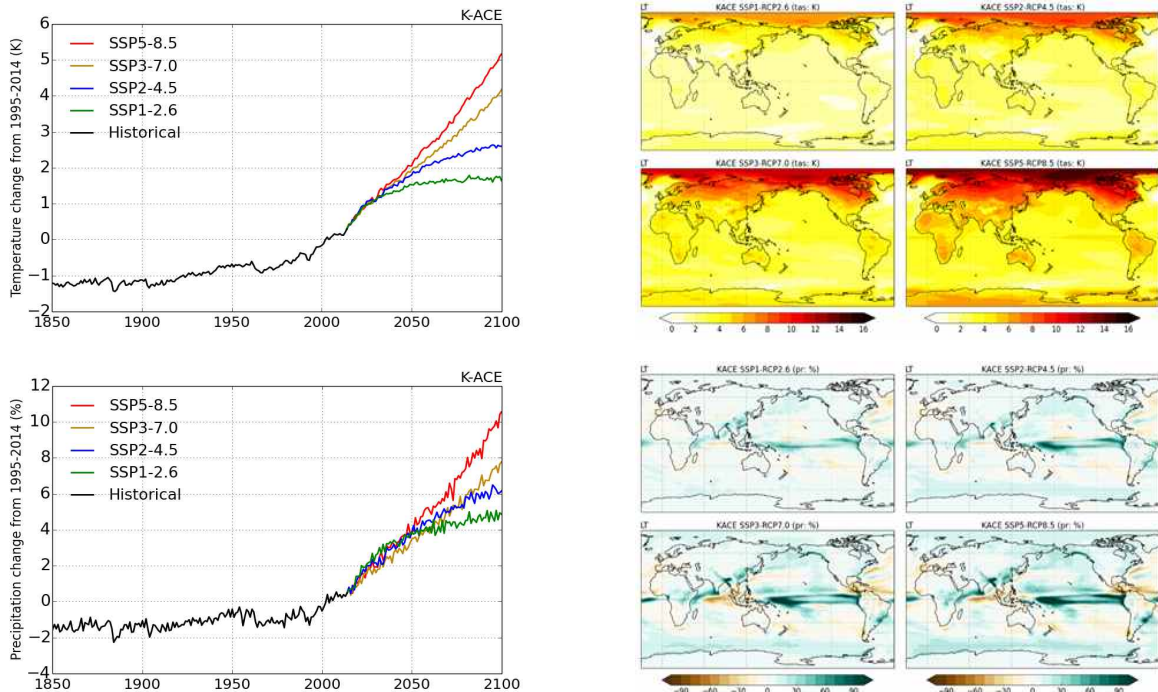 K-ACE
Temperature change from 1995-2014 (K)
6
5
4
3
2
1
0
−1
−2
SSP5-8.5
SSP3-7.0
SSP2-4.5
SSP1-2.6
Historical
1850 1900 1950 2000 2050 2100
LT KACE SSP1-RCP2.6 (tas: K)
LT KACE SSP2-RCP4.5 (tas: K)
LT KACE SSP3-RCP7.0 (tas: K)
LT KACE SSP5-RCP8.5 (tas: K)
0 2 4 6 8 10 12 14 16
0 2 4 6 8 10 12 14 16
K-ACE
Precipitation change from 1995-2014 (%)
12
10
8
6
4
2
0
−2
−4
SSP5-8.5
SSP3-7.0
SSP2-4.5
SSP1-2.6
Historical
1850 1900 1950 2000 2050 2100
LT KACE SSP1-RCP2.6 (pr: %)
LT KACE SSP2-RCP4.5 (pr: %)
LT KACE SSP3-RCP7.0 (pr: %)
LT KACE SSP5-RCP8.5 (pr: %)
−90 −60 −30 0 30 60 90
−90 −60 −30 0 30 60 90